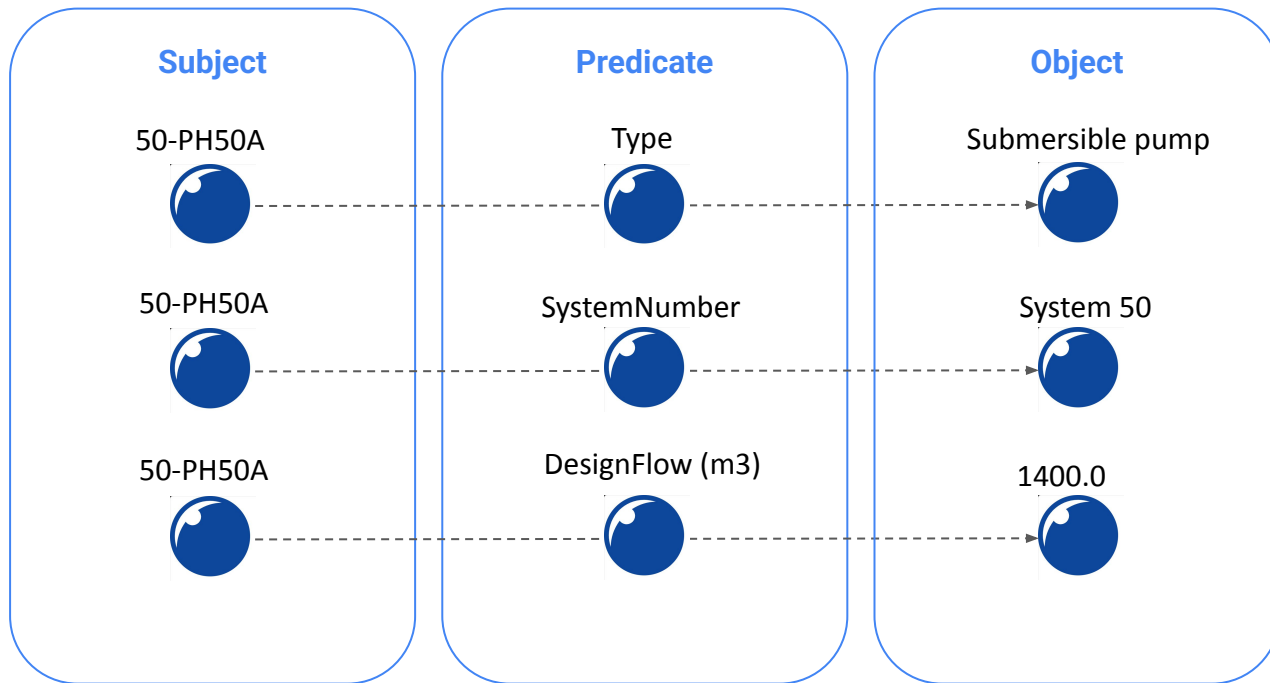 Subject
Predicate
Object
50-PH50A
Type
Submersible pump
50-PH50A
SystemNumber
System 50
50-PH50A
DesignFlow (m3)
1400.0